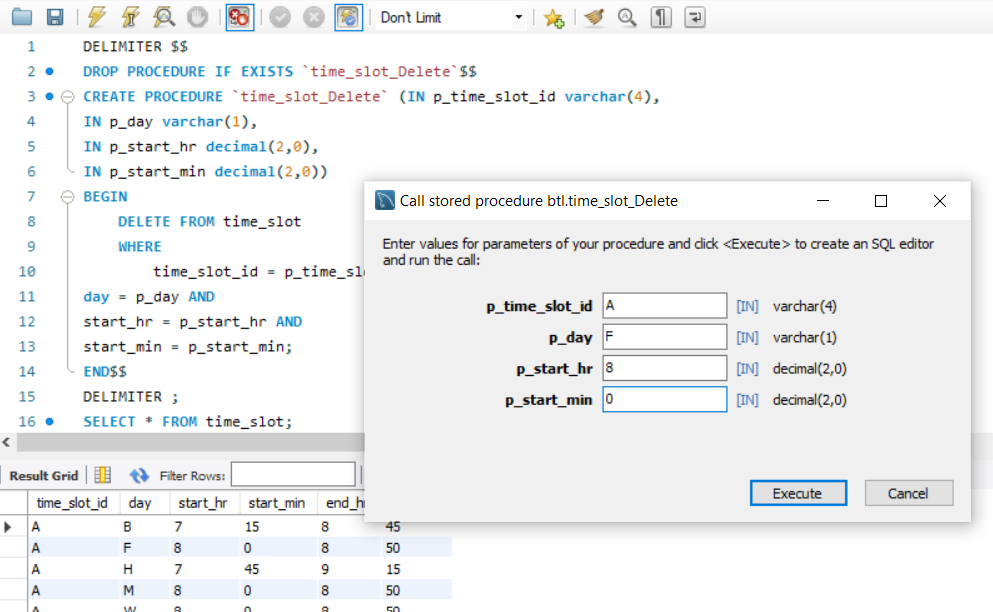 Don't Limit
1 DELIMITER $$
2 DROP PROCEDURE IF EXISTS `time_slot_Delete`$$
3 CREATE PROCEDURE `time_slot_Delete` (IN p_time_slot_id varchar(4),
4 IN p_day varchar(1),
5 IN p_start_hr decimal(2,0),
6 IN p_start_min decimal(2,0))
7 BEGIN
8 DELETE FROM time_slot
9 WHERE
10 time_slot_id = p_time_sl
11 day = p_day AND
12 start_hr = p_start_hr AND
13 start_min = p_start_min;
14 END$$
15 DELIMITER ;
16 SELECT * FROM time_slot;
Call stored procedure btl.time_slot_Delete
Enter values for parameters of your procedure and click <Execute> to create an SQL editor
and run the call:
p_time_slot_id A [IN] varchar(4)
p_day F [IN] varchar(1)
p_start_hr 8 [IN] decimal(2,0)
p_start_min 0 [IN] decimal(2,0)
Execute Cancel
Result Grid Filter Rows:
time_slot_id day start_hr start_min end_h
A B 7 15 8 45
A F 8 0 8 50
A H 7 45 9 15
A M 8 0 8 50
A W 8 0 8 50